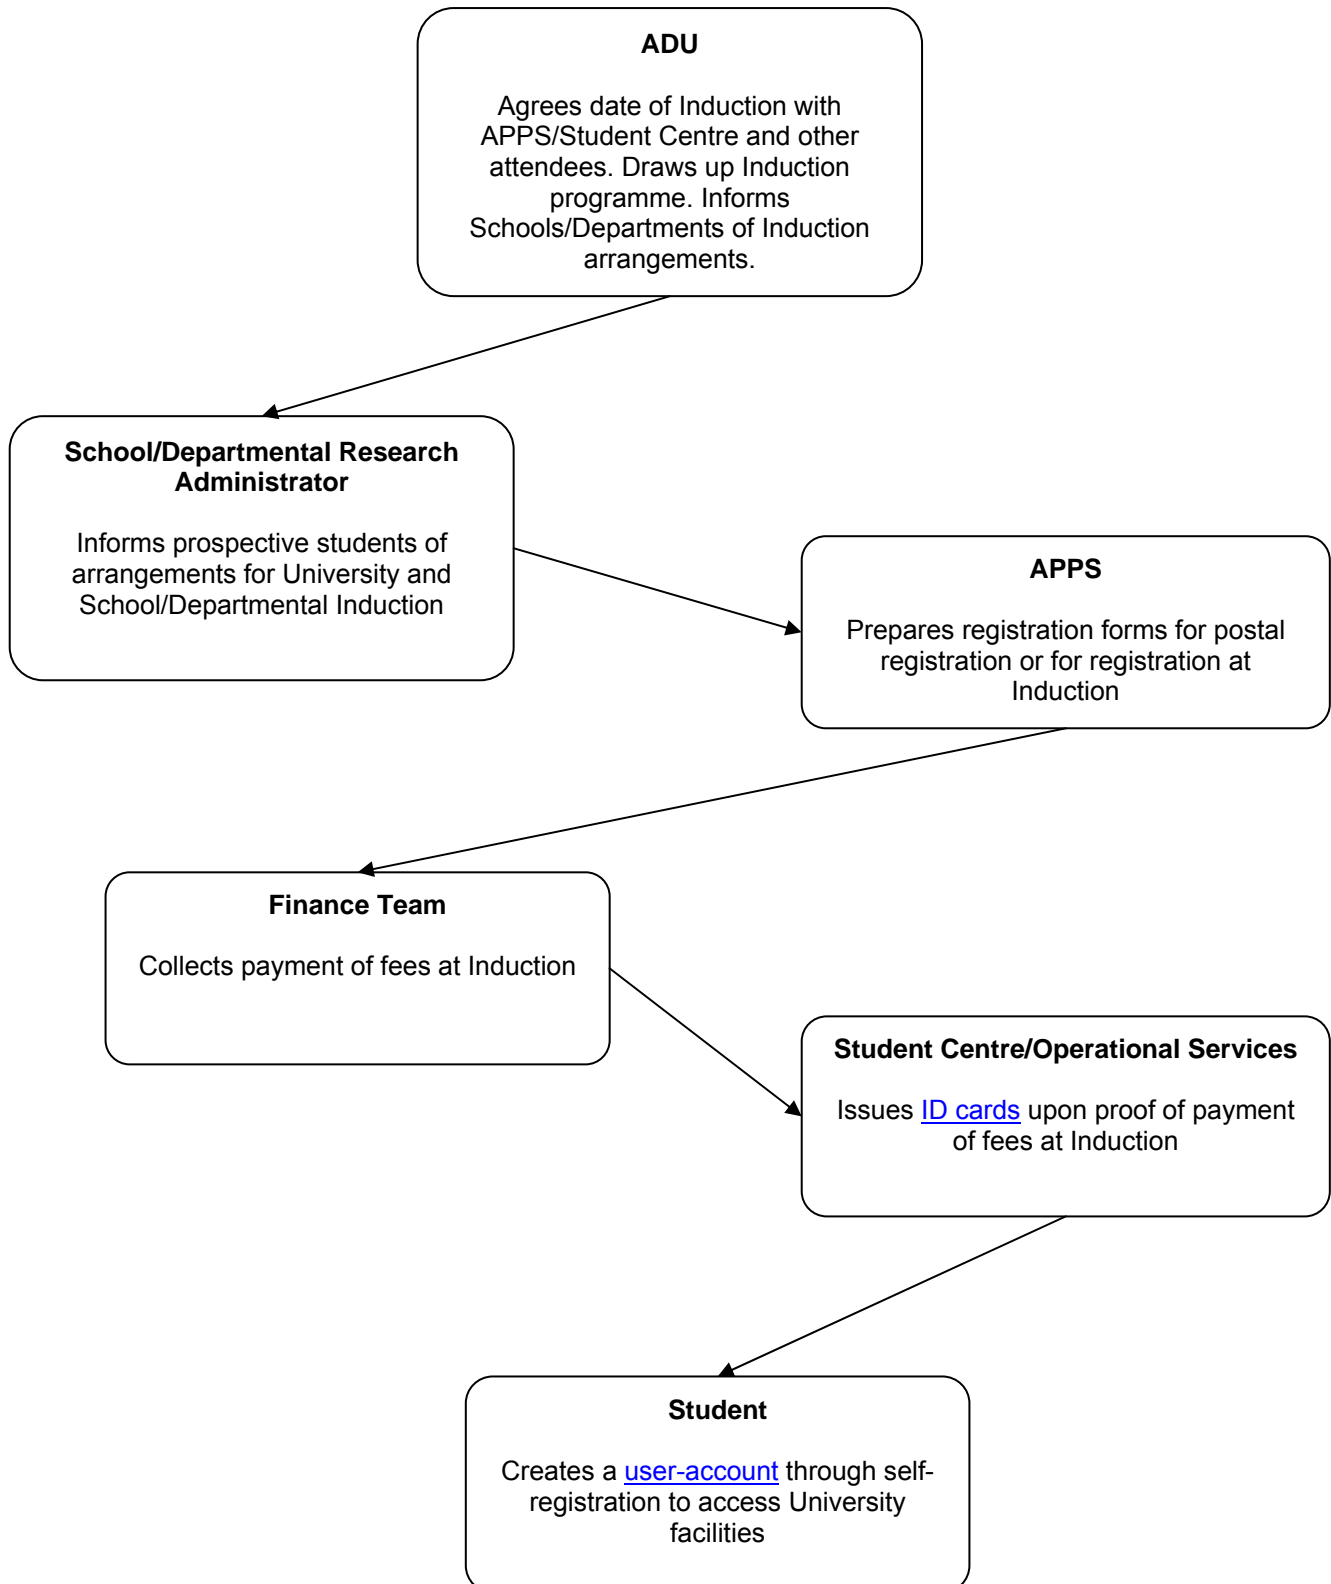 ADU
Agrees date of Induction with
APPS/Student Centre and other
attendees. Draws up Induction
programme. Informs
Schools/Departments of Induction
arrangements.
School/Departmental Research
Administrator
Informs prospective students of
arrangements for University and
School/Departmental Induction
APPS
Prepares registration forms for postal
registration or for registration at
Induction
Finance Team
Collects payment of fees at Induction
Student Centre/Operational Services
Issues ID cards upon proof of payment
of fees at Induction
Student
Creates a user-account through self-
registration to access University
facilities